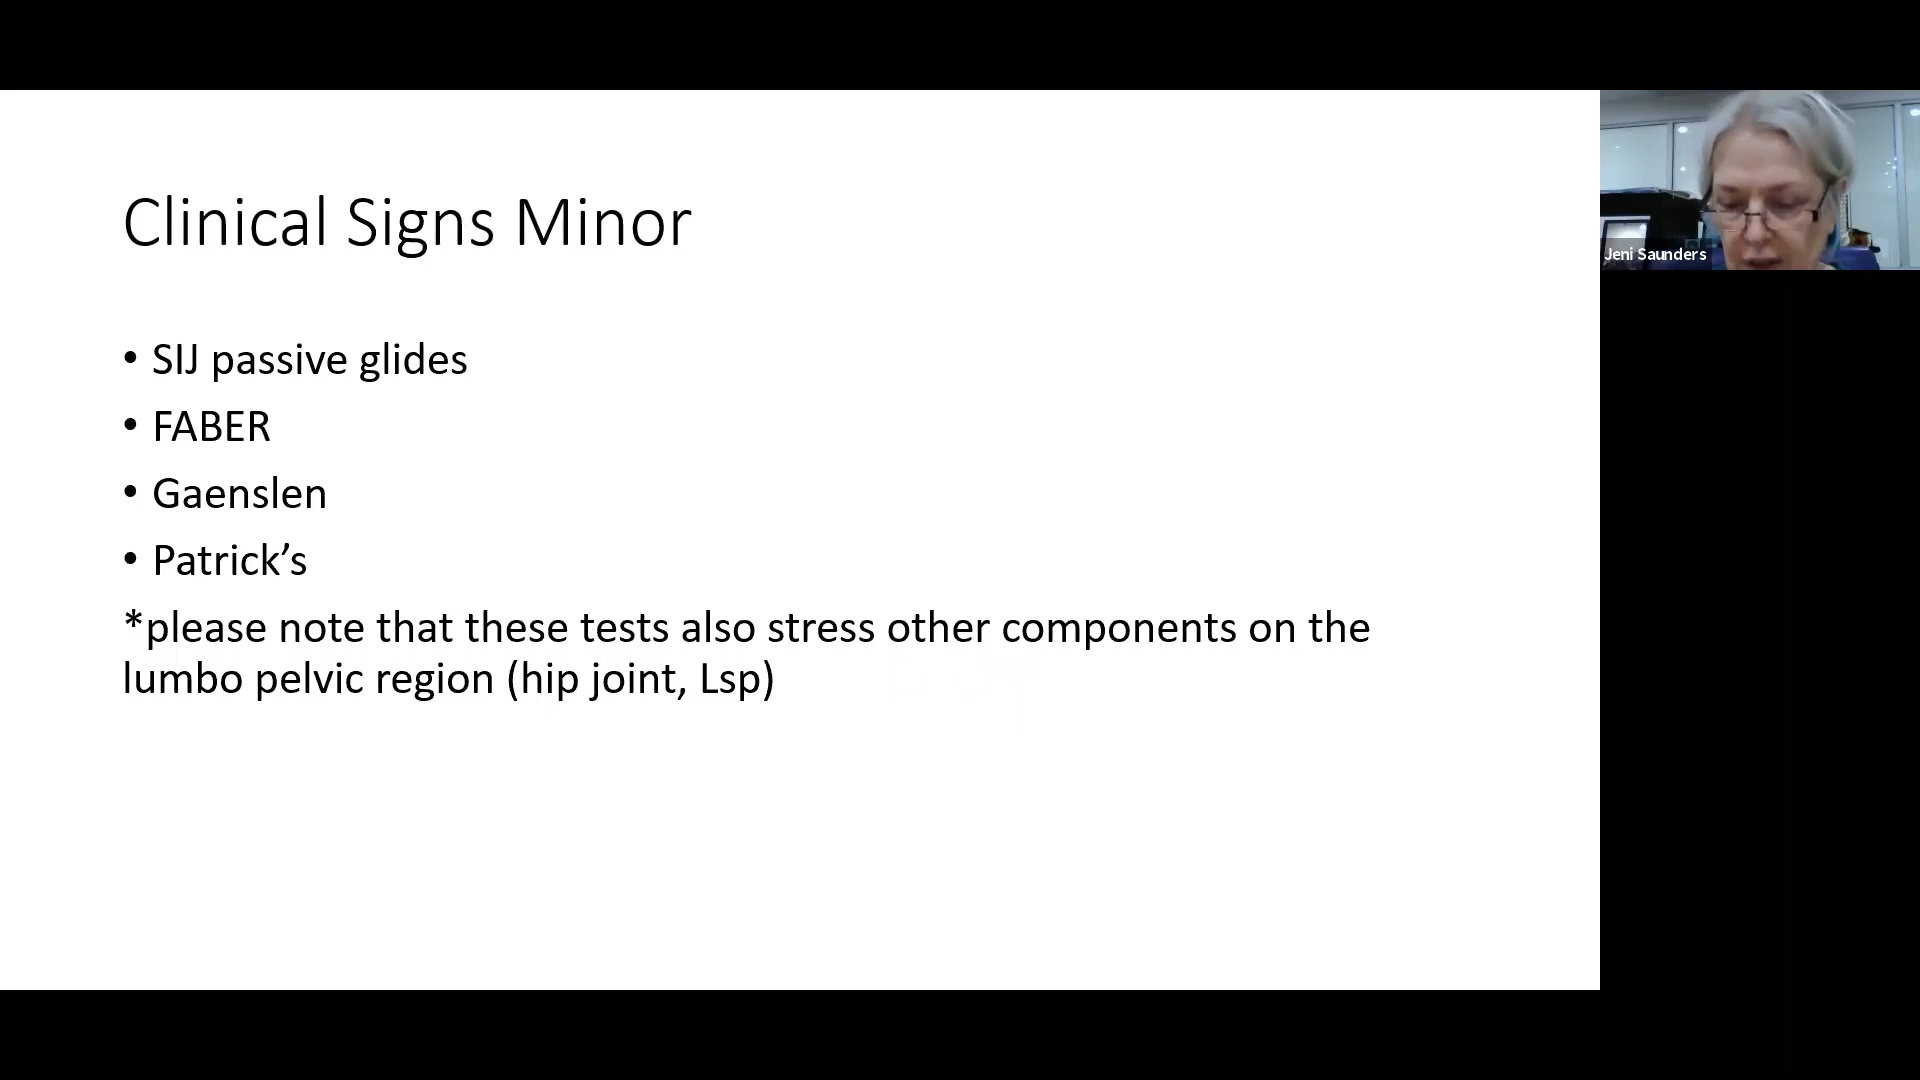 Clinical Signs Minor
• SIJ passive glides
• FABER
• Gaenslen
• Patrick’s
*please note that these tests also stress other components on the
lumbo pelvic region (hip joint, Lsp)
Jeni Saunders